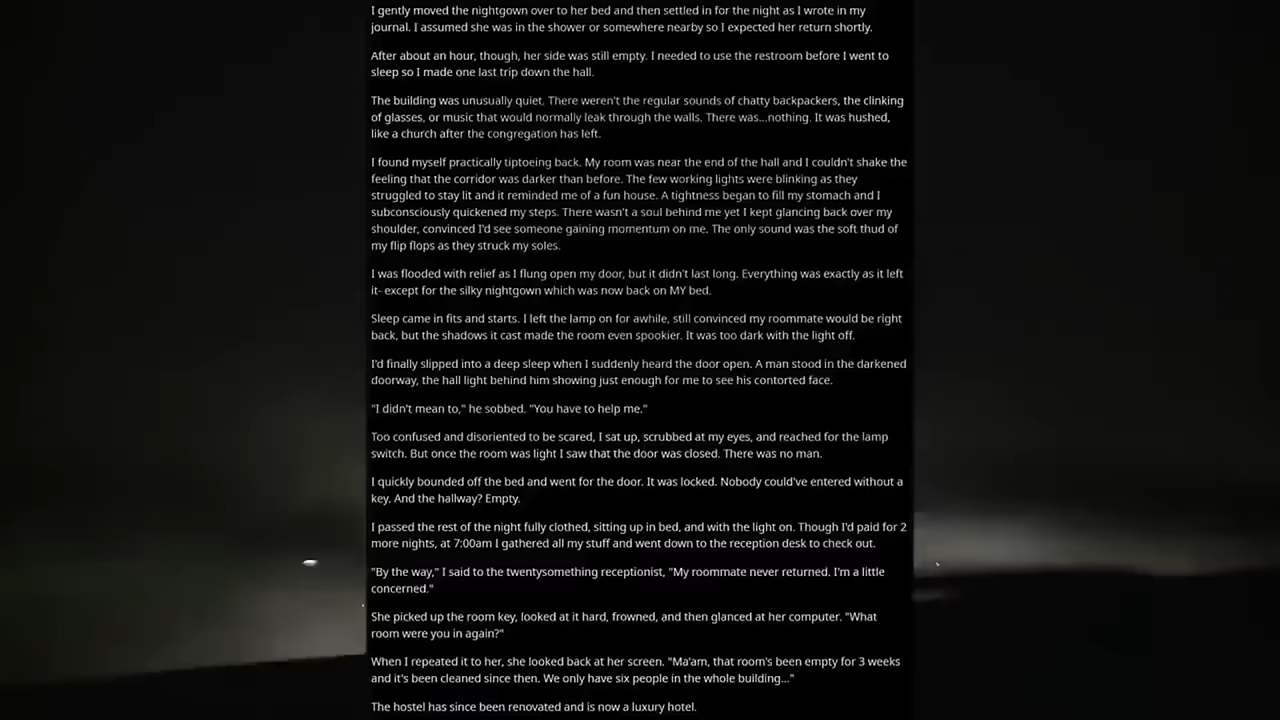 I gently moved the nightgown over to her bed and then settled in for the night as I wrote in my
journal. I assumed she was in the shower or somewhere nearby so I expected her return shortly.
After about an hour, though, her side was still empty. I needed to use the restroom before I went to
sleep so I made one last trip down the hall.
The building was unusually quiet. There weren't the regular sounds of chatty backpackers, the clinking
of glasses, or music that would normally leak through the walls. There was...nothing. It was hushed,
like a church after the congregation has left.
I found myself practically tiptoeing back. My room was near the end of the hall and I couldn't shake the
feeling that the corridor was darker than before. The few working lights were blinking as they
struggled to stay lit and it reminded me of a fun house. A tightness began to fill my stomach and I
subconsciously quickened my steps. There wasn't a soul behind me yet I kept glancing back over my
shoulder, convinced I'd see someone gaining momentum on me. The only sound was the soft thud of
my flip flops as they struck my soles.
I was flooded with relief as I flung open my door, but it didn't last long. Everything was exactly as it left
it- except for the silky nightgown which was now back on MY bed.
Sleep came in fits and starts. I left the lamp on for awhile, still convinced my roommate would be right
back, but the shadows it cast made the room even spookier. It was too dark with the light off.
I'd finally slipped into a deep sleep when I suddenly heard the door open. A man stood in the darkened
doorway, the hall light behind him showing just enough for me to see his contorted face.
"I didn't mean to," he sobbed. "You have to help me."
Too confused and disoriented to be scared, I sat up, scrubbed at my eyes, and reached for the lamp
switch. But once the room was light I saw that the door was closed. There was no man.
I quickly bounded off the bed and went for the door. It was locked. Nobody could've entered without a
key. And the hallway? Empty.
I passed the rest of the night fully clothed, sitting up in bed, and with the light on. Though I'd paid for 2
more nights, at 7:00am I gathered all my stuff and went down to the reception desk to check out.
"By the way," I said to the twentysomething receptionist, "My roommate never returned. I'm a little
concerned."
She picked up the room key, looked at it hard, frowned, and then glanced at her computer. "What
room were you in again?"
When I repeated it to her, she looked back at her screen. "Ma'am, that room's been empty for 3 weeks
and it's been cleaned since then. We only have six people in the whole building..."
The hostel has since been renovated and is now a luxury hotel.